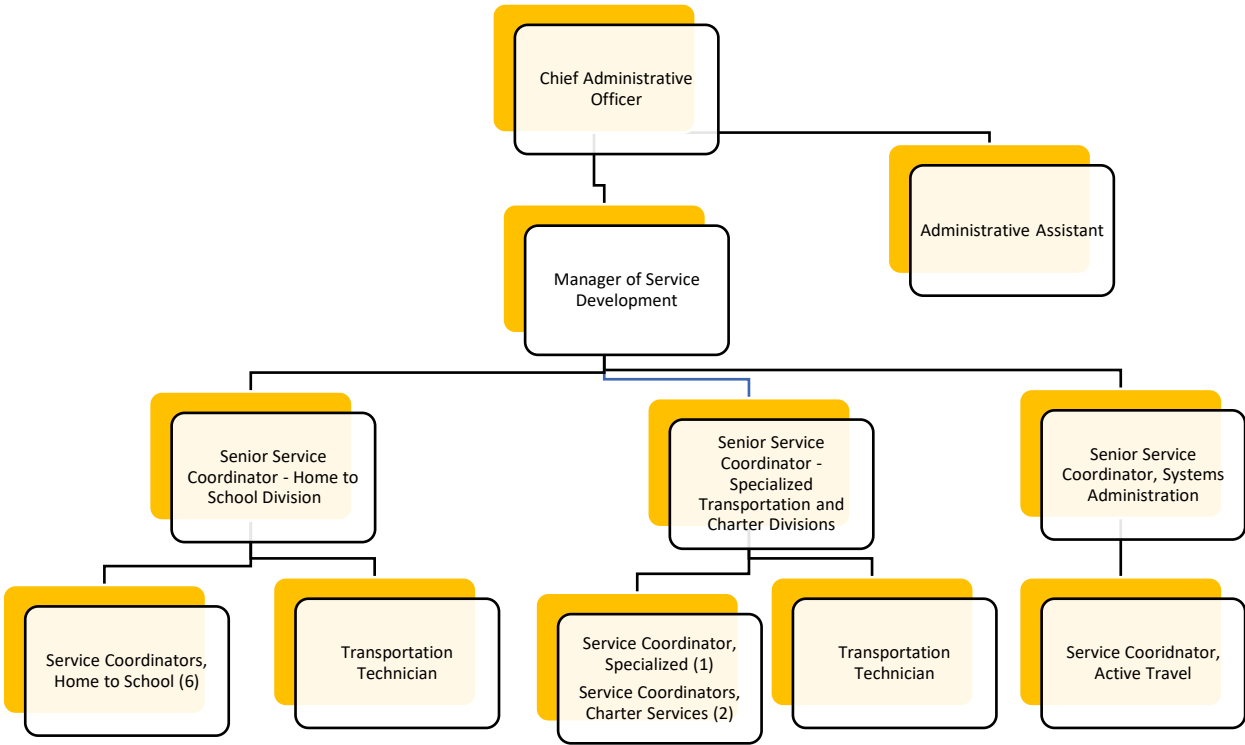 Chief Administrative
Officer
Administrative Assistant
Manager of Service
Development
Senior Service
Coordinator - Home to
School Division
Senior Service
Coordinator -
Specialized
Transportation and
Charter Divisions
Senior Service
Coordinator, Systems
Administration
Service Coordinators,
Home to School (6)
Transportation
Technician
Service Coordinator,
Specialized (1)
Service Coordinators,
Charter Services (2)
Transportation
Technician
Service Cooridnator,
Active Travel